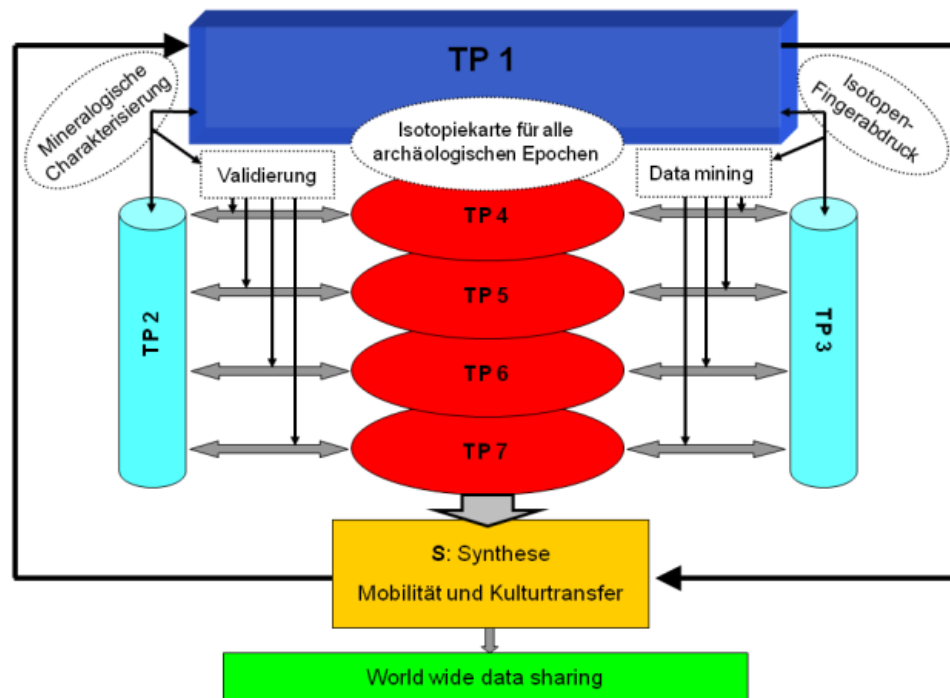 TP 1
Mineralogische
Charakterisierung
Isotopen-
Fingerabdruck
Isotopiekarte für alle
archäologischen Epochen
Validierung
Data mining
TP 4
TP 5
TP 2
TP 3
TP 6
TP 7
S: Synthese
Mobilität und Kulturtransfer
World wide data sharing